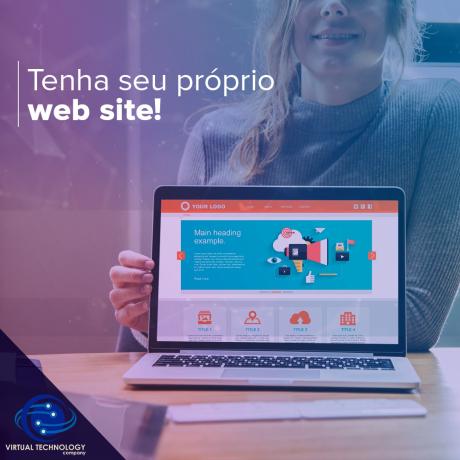 Tenha seu próprio
web site!
YOUR LOGO
Main heading
example.
TITLE 1 TITLE 2 TITLE 3 TITLE 4
VIRTUAL TECHNOLOGY
company